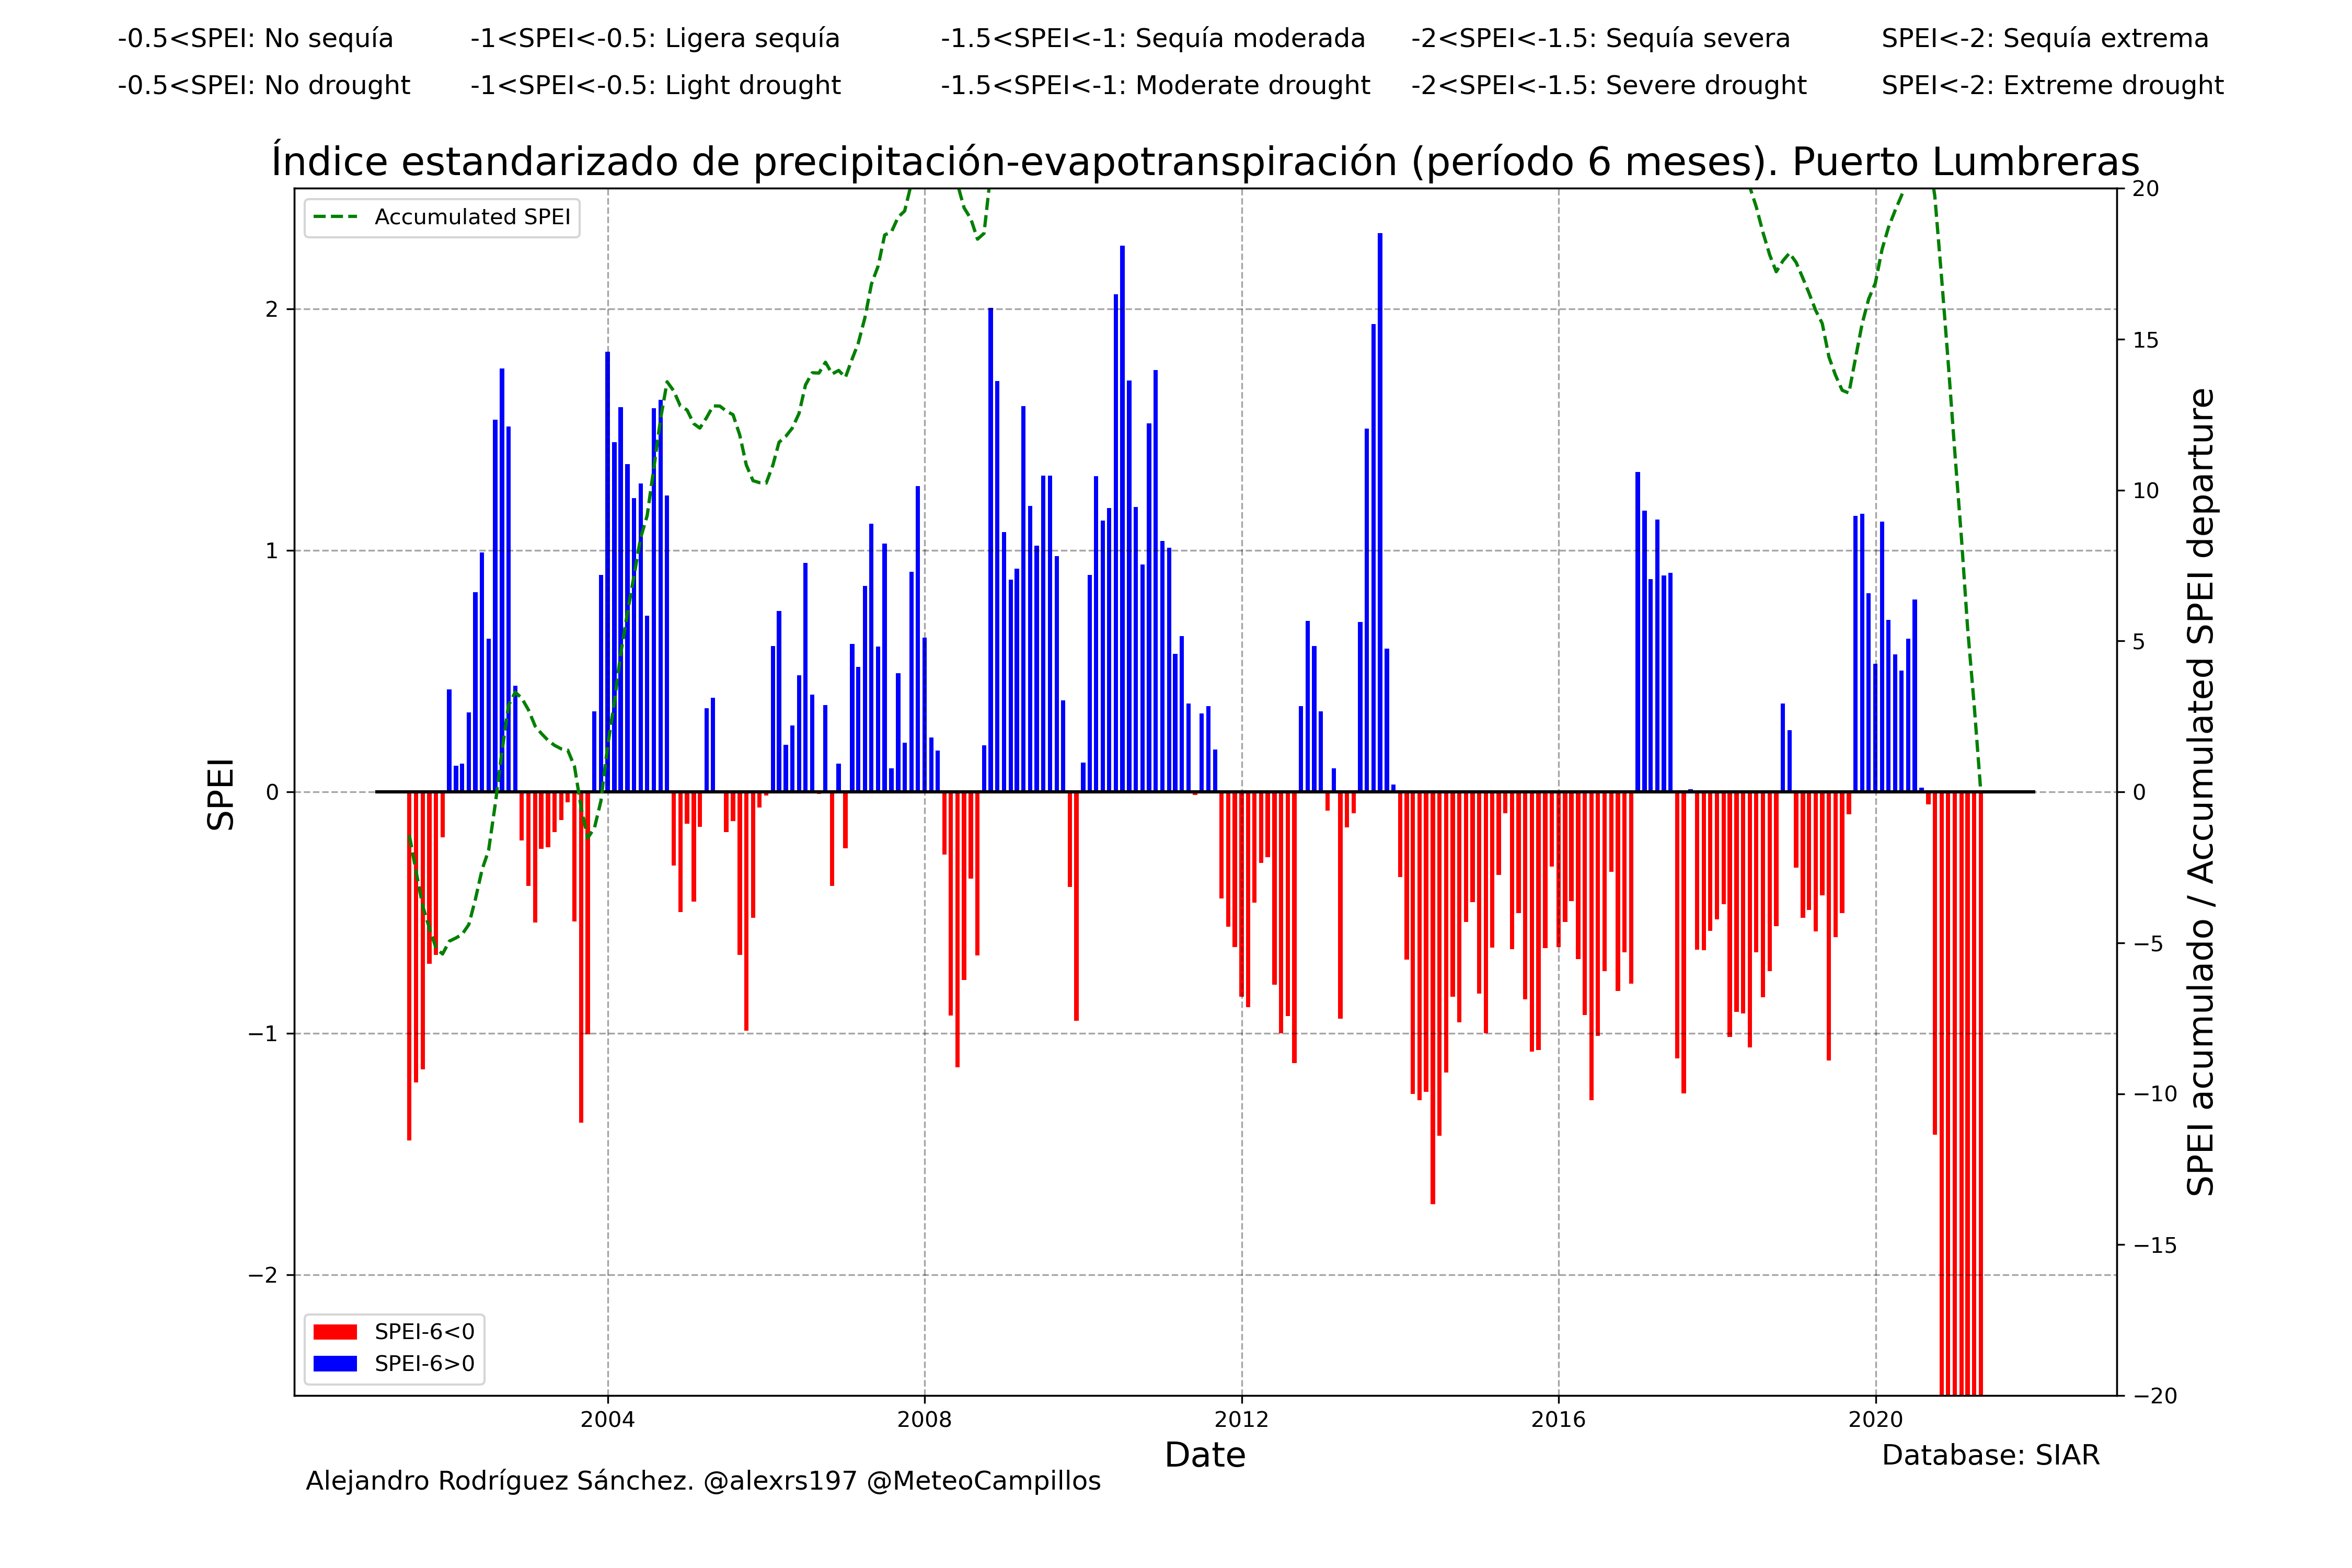 -0.5<SPEI: No sequía -1<SPEI<-0.5: Ligera sequía -1.5<SPEI<-1: Sequía moderada -2<SPEI<-1.5: Sequía severa SPEI<-2: Sequía extrema
-0.5<SPEI: No drought -1<SPEI<-0.5: Light drought -1.5<SPEI<-1: Moderate drought -2<SPEI<-1.5: Severe drought SPEI<-2: Extreme drought
Índice estandarizado de precipitación-evapotranspiración (período 6 meses). Puerto Lumbreras
Accumulated SPEI
SPEI
2
1
0
−1
−2
20
15
10
5
0
−5
−10
−15
−20
SPEI acumulado / Accumulated SPEI departure
SPEI-6<0
SPEI-6>0
2004 2008 2012 2016 2020
Date
Database: SIAR
Alejandro Rodríguez Sánchez. @alexrs197 @MeteoCampillos